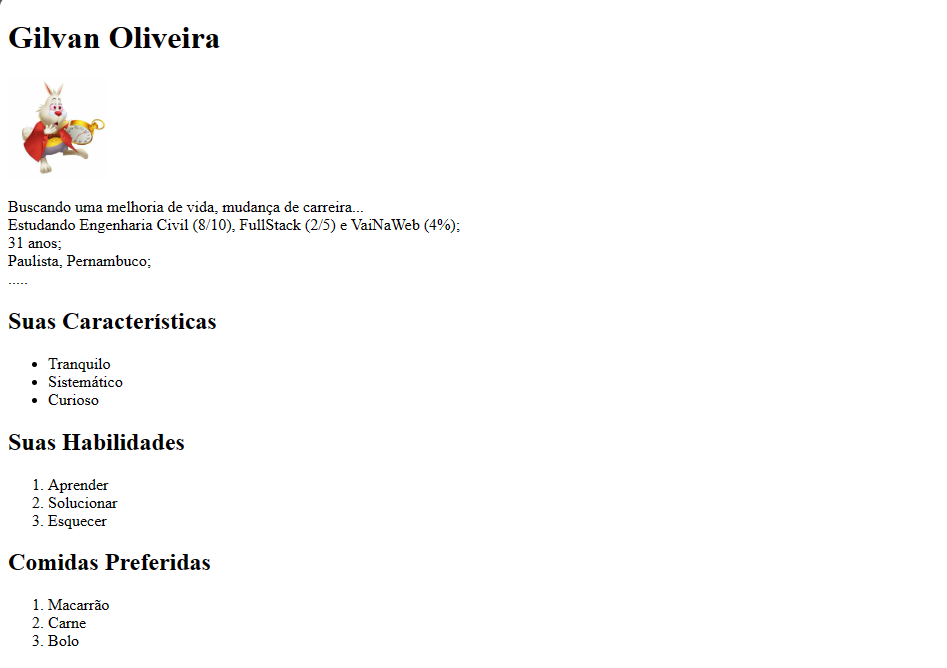 Gilvan Oliveira
Buscando uma melhoria de vida, mudança de carreira...
Estudando Engenharia Civil (8/10), FullStack (2/5) e VaiNaWeb (4%);
31 anos;
Paulista, Pernambuco;
.....
Suas Características
• Tranquilo
• Sistemático
• Curioso
Suas Habilidades
1. Aprender
2. Solucionar
3. Esquecer
Comidas Preferidas
1. Macarrão
2. Carne
3. Bolo